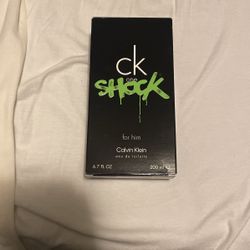 ck
one
SHOCK
for him
Calvin Klein
eau de toilette
6.7 FL OZ 200 ml